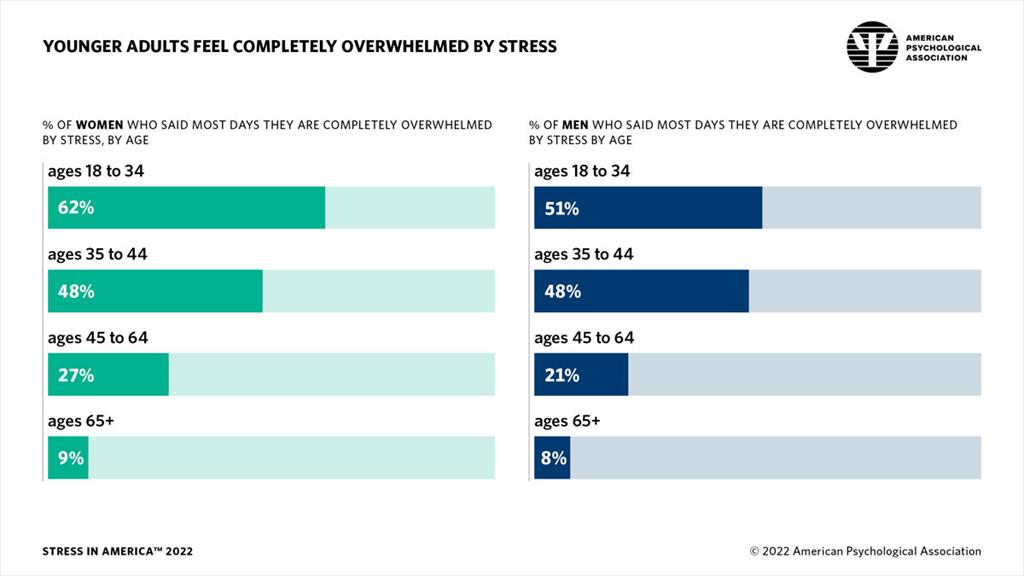 YOUNGER ADULTS FEEL COMPLETELY OVERWHELMED BY STRESS
AMERICAN
PSYCHOLOGICAL
ASSOCIATION
% OF WOMEN WHO SAID MOST DAYS THEY ARE COMPLETELY OVERWHELMED
BY STRESS, BY AGE
ages 18 to 34
62%
ages 35 to 44
48%
ages 45 to 64
27%
ages 65+
9%
% OF MEN WHO SAID MOST DAYS THEY ARE COMPLETELY OVERWHELMED
BY STRESS BY AGE
ages 18 to 34
51%
ages 35 to 44
48%
ages 45 to 64
21%
ages 65+
8%
STRESS IN AMERICA™ 2022
© 2022 American Psychological Association